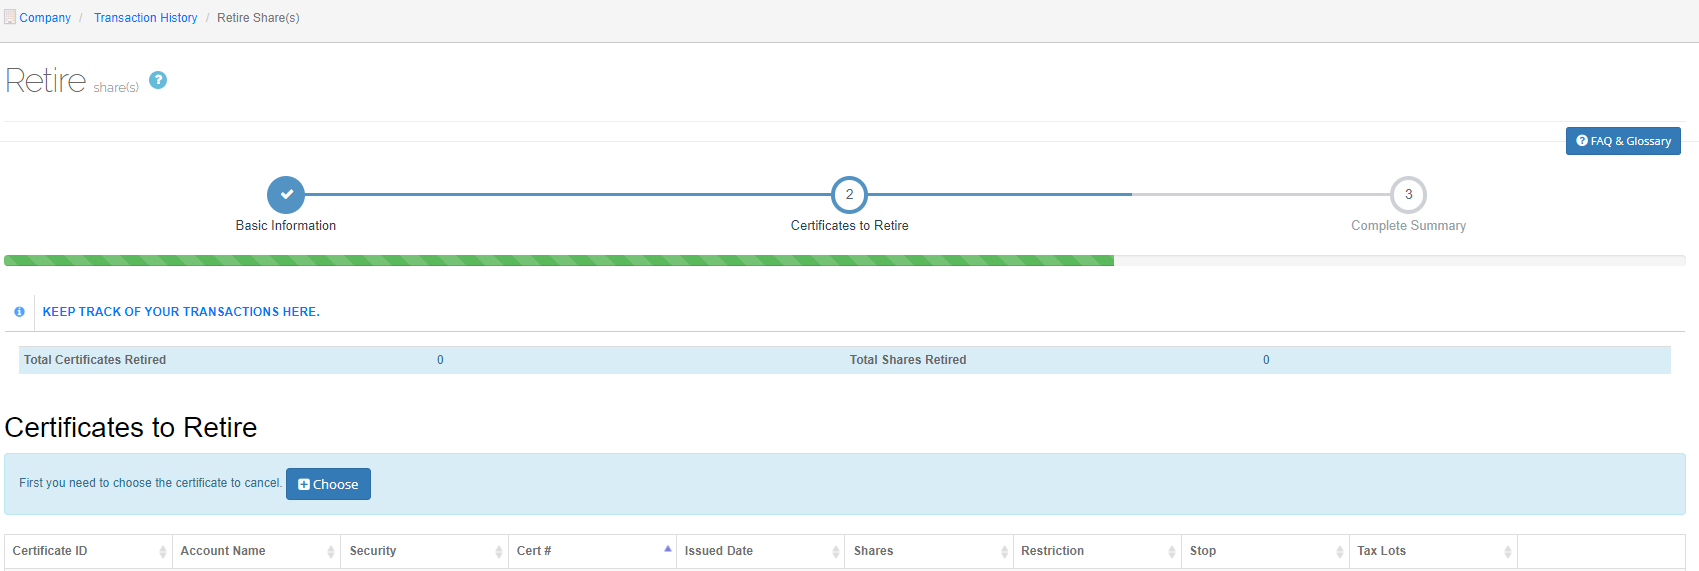 Company / Transaction History / Retire Share(s)
Retire share(s) ?
? FAQ & Glossary
2
3
Basic Information
Certificates to Retire
Complete Summary
KEEP TRACK OF YOUR TRANSACTIONS HERE.
Total Certificates Retired 0 Total Shares Retired 0
Certificates to Retire
First you need to choose the certificate to cancel. Choose
Certificate ID Account Name Security Cert # Issued Date Shares Restriction Stop Tax Lots